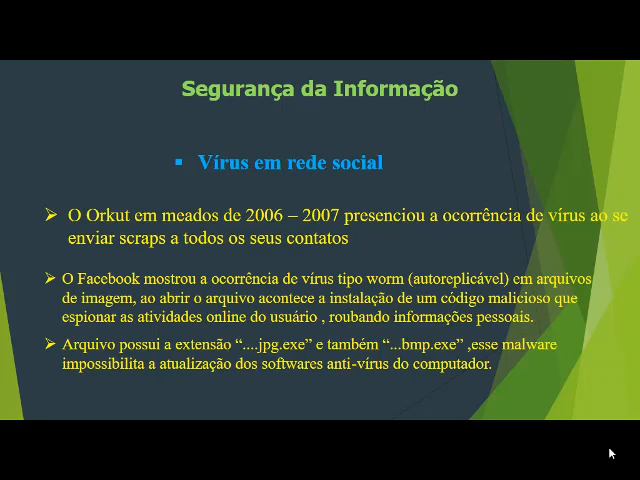 Segurança da Informação
▪ Vírus em rede social
➢ O Orkut em meados de 2006 – 2007 presenciou a ocorrência de vírus ao se
enviar scraps a todos os seus contatos
➢ O Facebook mostrou a ocorrência de vírus tipo worm (autoreplicável) em arquivos
de imagem, ao abrir o arquivo acontece a instalação de um código malicioso que
espionar as atividades online do usuário , roubando informações pessoais.
➢ Arquivo possui a extensão “....jpg.exe” e também “...bmp.exe” ,esse malware
impossibilita a atualização dos softwares anti-vírus do computador.